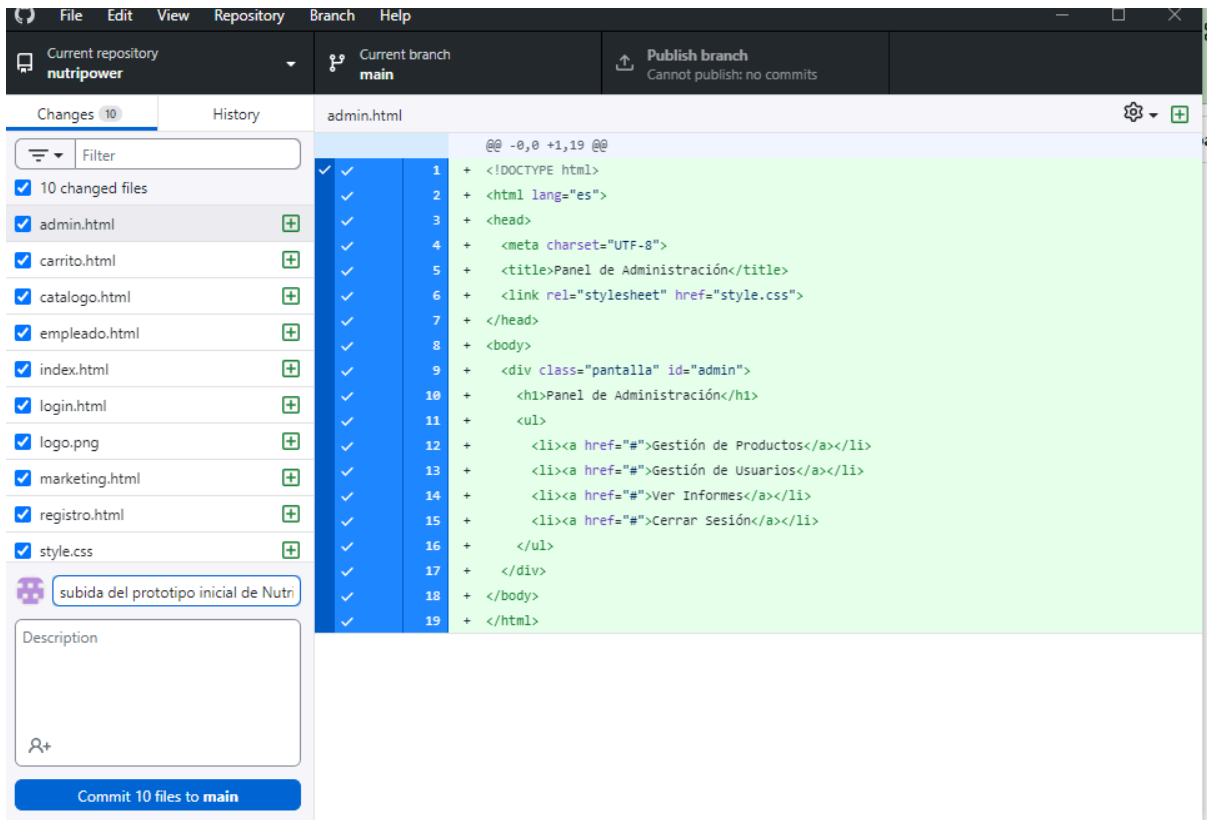 File Edit View Repository Branch Help
Current repository
nutripower
Current branch
main
Publish branch
Cannot publish: no commits
Changes 10
History
admin.html
Filter
10 changed files
admin.html
carrito.html
catalogo.html
empleado.html
index.html
login.html
logo.png
marketing.html
registro.html
style.css
subida del prototipo inicial de Nutri
Description
Commit 10 files to main
@@ -0,0 +1,19 @@
1 + <!DOCTYPE html>
2 + <html lang="es">
3 + <head>
4 + <meta charset="UTF-8">
5 + <title>Panel de Administración</title>
6 + <link rel="stylesheet" href="style.css">
7 + </head>
8 + <body>
9 + <div class="pantalla" id="admin">
10 + <h1>Panel de Administración</h1>
11 + <ul>
12 + <li><a href="#">Gestión de Productos</a></li>
13 + <li><a href="#">Gestión de Usuarios</a></li>
14 + <li><a href="#">Ver Informes</a></li>
15 + <li><a href="#">Cerrar Sesión</a></li>
16 + </ul>
17 + </div>
18 + </body>
19 + </html>